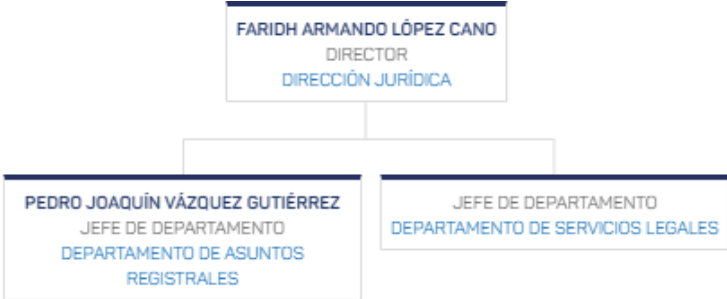 FARIDH ARMANDO LÓPEZ CANO
DIRECTOR
DIRECCIÓN JURÍDICA
PEDRO JOAQUÍN VÁZQUEZ GUTIÉRREZ
JEFE DE DEPARTAMENTO
DEPARTAMENTO DE ASUNTOS
REGISTRALES
JEFE DE DEPARTAMENTO
DEPARTAMENTO DE SERVICIOS LEGALES